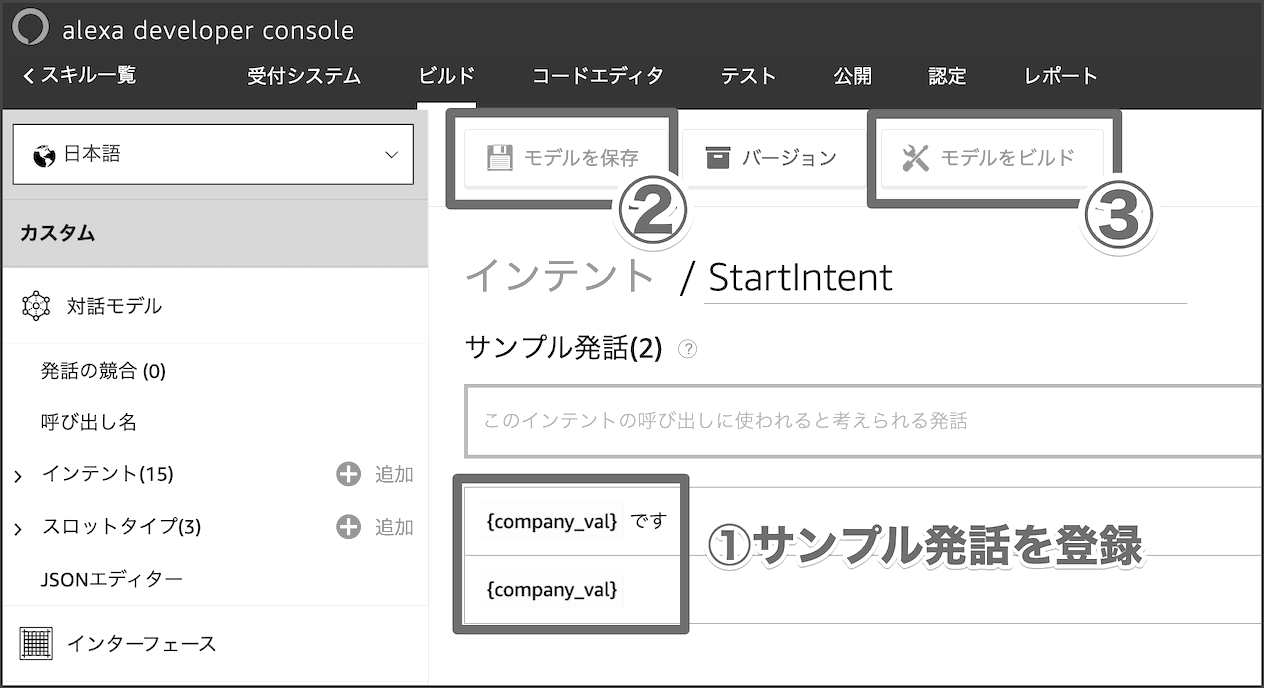 alexa developer console
スキル一覧 受付システム ビルド コードエディタ テスト 公開 認定 レポート
日本語
モデルを保存 バージョン モデルをビルド
② ③
カスタム
インテント / StartIntent
対話モデル
サンプル発話(2) ?
発話の競合 (0)
このインテントの呼び出しに使われると考えられる発話
呼び出し名
インテント(15) 追加
{company_val} です
スロットタイプ(3) 追加
①サンプル発話を登録
JSONエディター
{company_val}
インターフェース